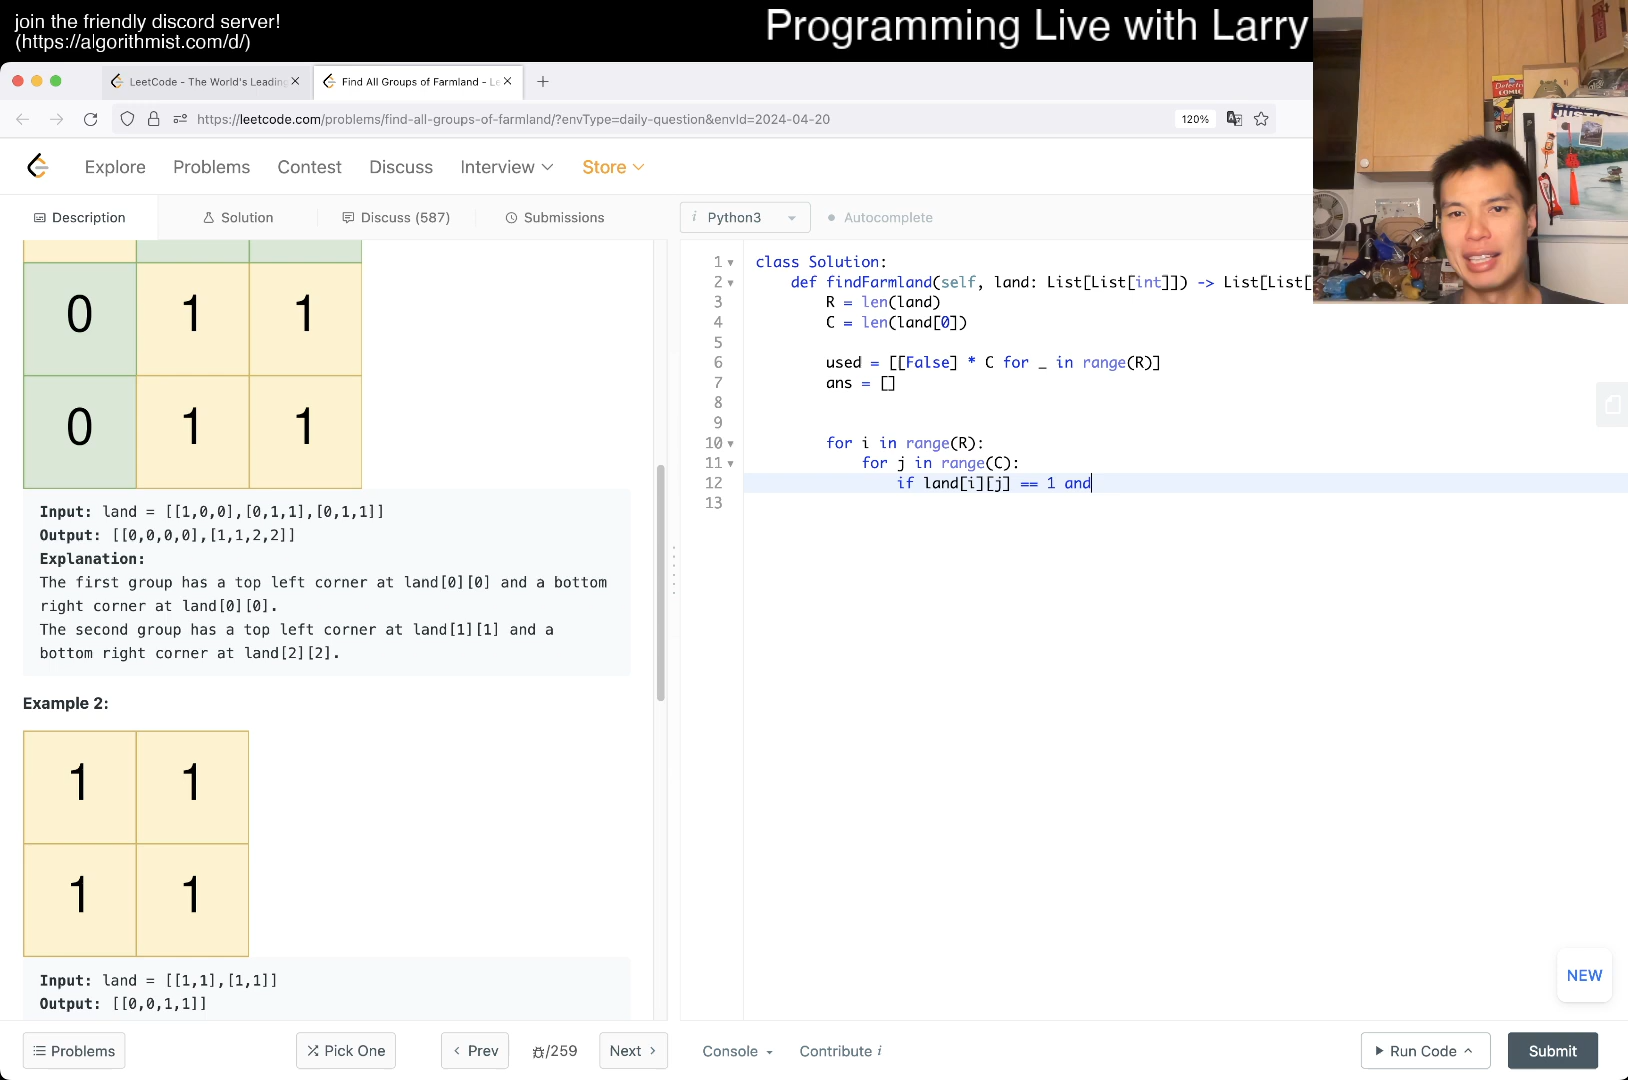 join the friendly discord server!
(https://algorithmist.com/d/)
Programming Live with Larry
LeetCode - The World's Leading
Find All Groups of Farmland - Le
https://leetcode.com/problems/find-all-groups-of-farmland/?envType=daily-question&envId=2024-04-20
120%
Explore Problems Contest Discuss Interview Store
Description Solution Discuss (587) Submissions
i Python3 Autocomplete
0 1 1
0 1 1
Input: land = [[1,0,0],[0,1,1],[0,1,1]]
Output: [[0,0,0,0],[1,1,2,2]]
Explanation:
The first group has a top left corner at land[0][0] and a bottom
right corner at land[0][0].
The second group has a top left corner at land[1][1] and a
bottom right corner at land[2][2].
Example 2:
1 1
1 1
Input: land = [[1,1],[1,1]]
Output: [[0,0,1,1]]
1 class Solution:
2 def findFarmland(self, land: List[List[int]]) -> List[List[
3 R = len(land)
4 C = len(land[0])
5
6 used = [[False] * C for _ in range(R)]
7 ans = []
8
9
10 for i in range(R):
11 for j in range(C):
12 if land[i][j] == 1 and
13
NEW
Problems Pick One Prev /259 Next Console Contribute i Run Code Submit